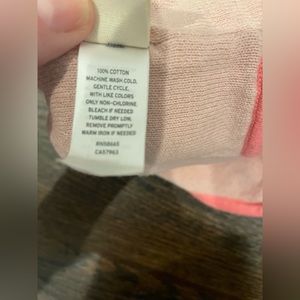 100% COTTON
MACHINE WASH COLD,
GENTLE CYCLE,
WITH LIKE COLORS
ONLY NON-CHLORINE
BLEACH IF NEEDED
TUMBLE DRY LOW,
REMOVE PROMPTLY
WARM IRON IF NEEDED
RN58665
CA57963